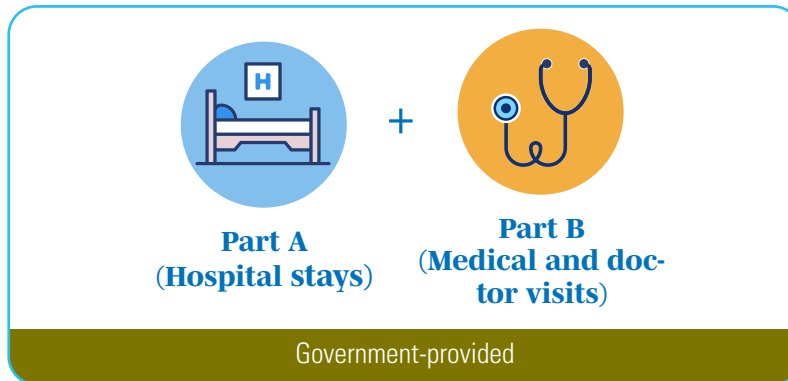 H
+
Part A
(Hospital stays)
Part B
(Medical and doc-
tor visits)
Government-provided